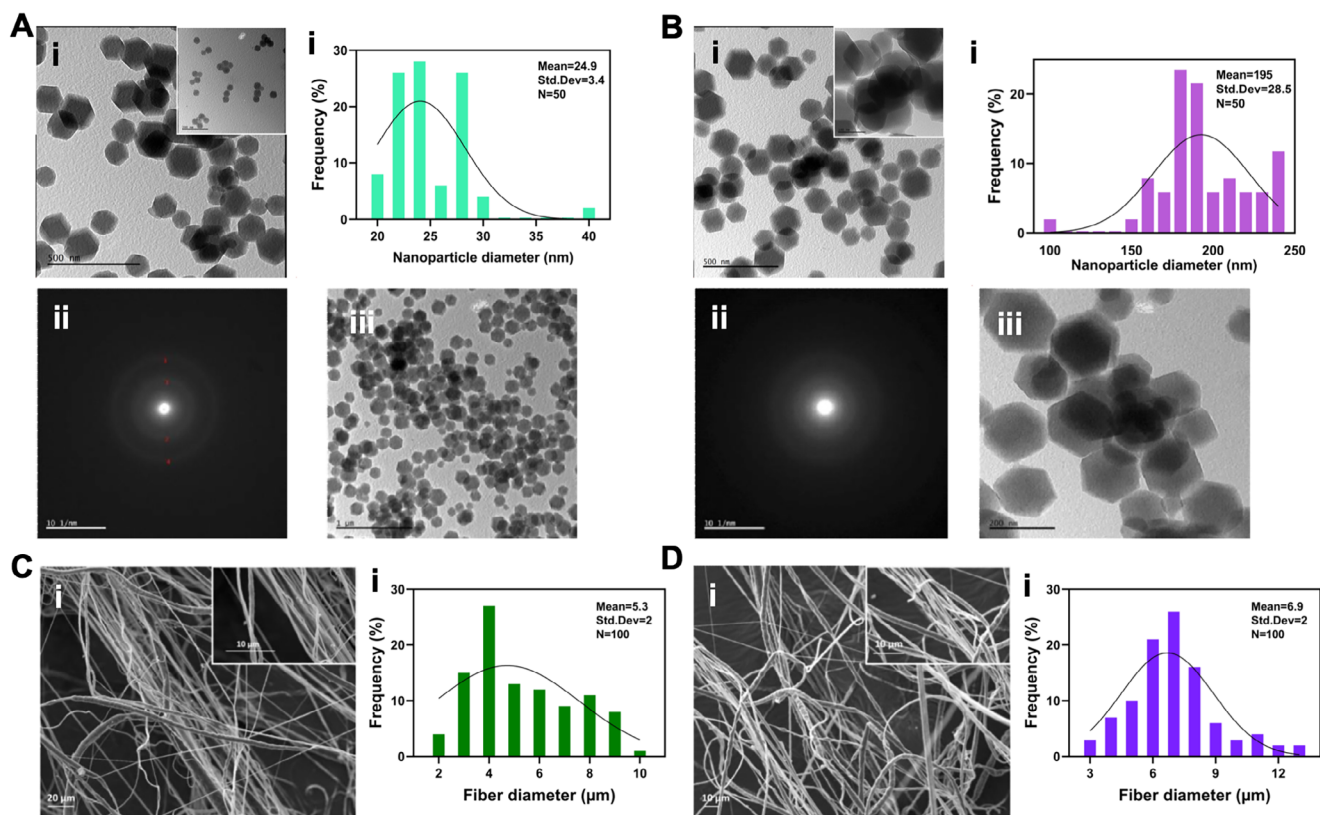 A
i
500 nm
i
Mean=24.9
Std.Dev=3.4
N=50
Frequency (%)
30
20
10
0
20 25 30 35 40
Nanoparticle diameter (nm)
B
i
500 nm
i
Mean=195
Std.Dev=28.5
N=50
Frequency (%)
30
20
10
0
100 150 200 250
Nanoparticle diameter (nm)
ii
10 1/nm
iii
1 µm
ii
10 1/nm
iii
200 nm
C
i
10 µm
20 µm
i
Mean=5.3
Std.Dev=2
N=100
Frequency (%)
30
20
10
0
2 4 6 8 10
Fiber diameter (µm)
D
i
10 µm
10 µm
i
Mean=6.9
Std.Dev=2
N=100
Frequency (%)
30
20
10
0
3 6 9 12
Fiber diameter (µm)